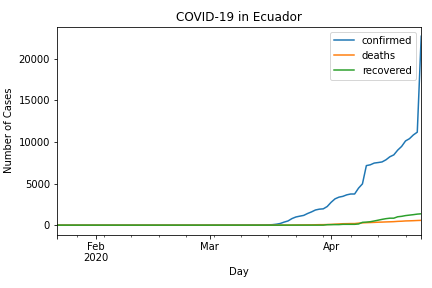 COVID-19 in Ecuador
confirmed
deaths
recovered
Number of Cases
20000
15000
10000
5000
0
Feb
2020
Mar
Apr
Day